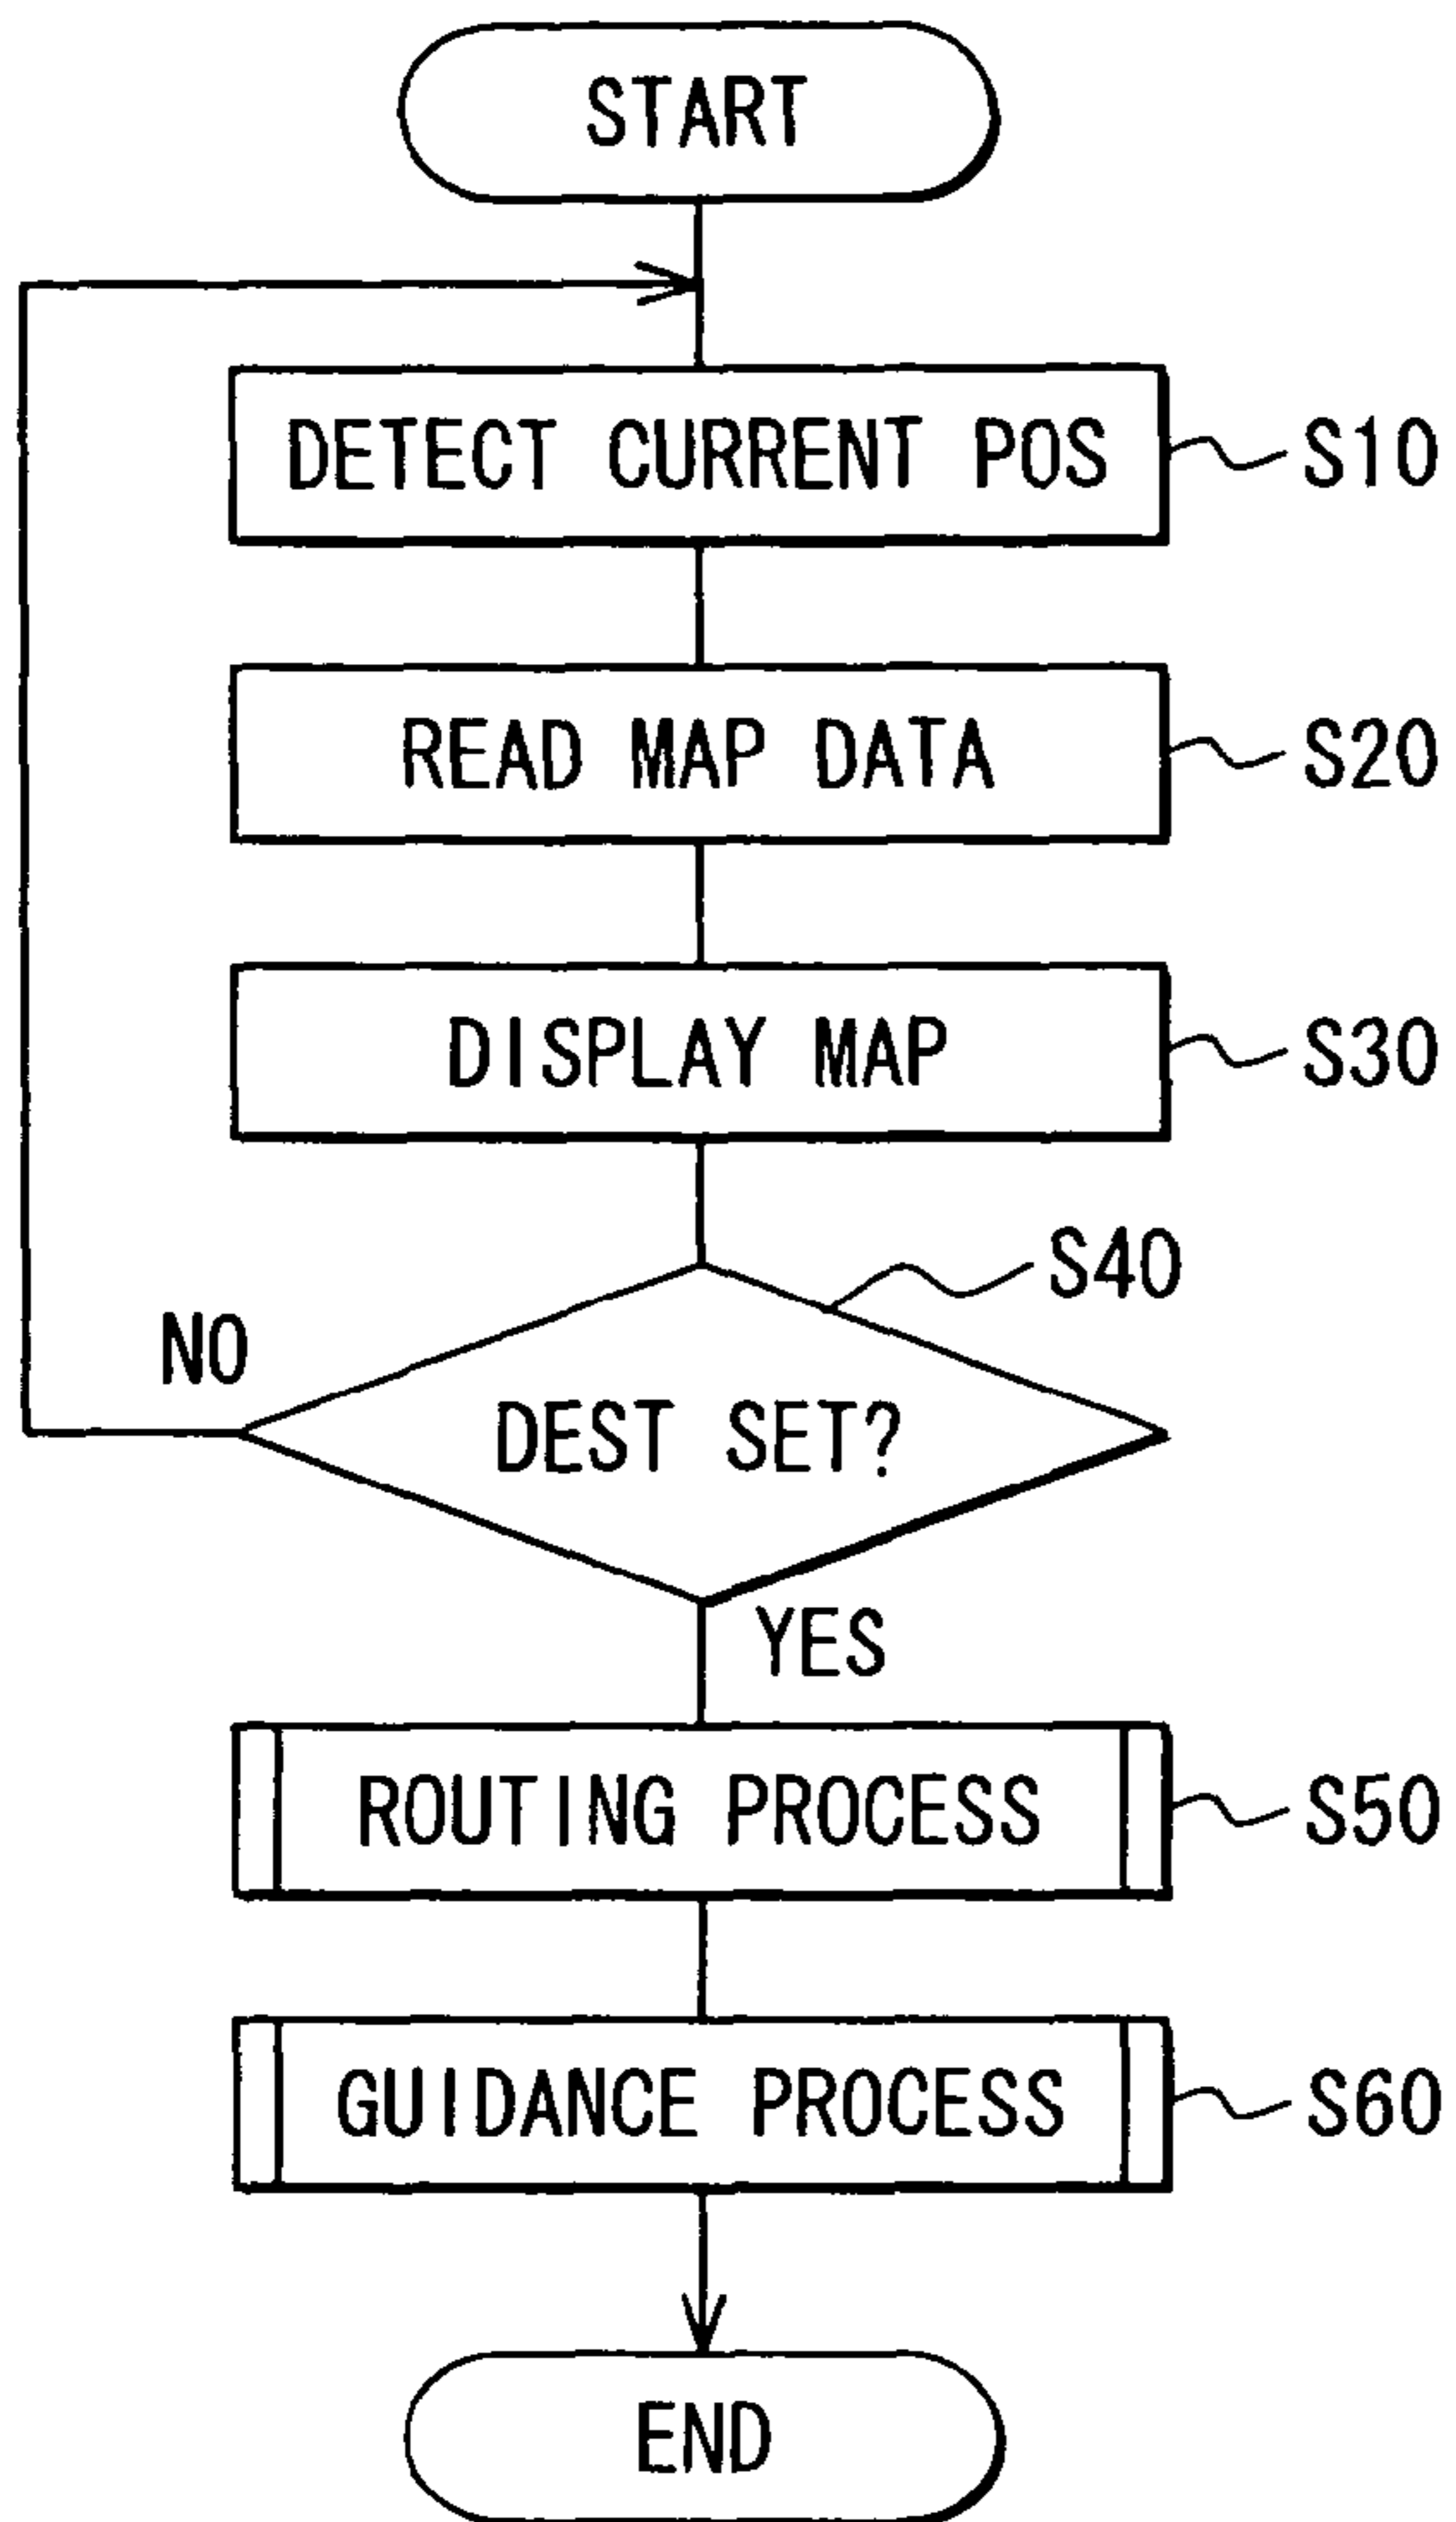 START
DETECT CURRENT POS S10
READ MAP DATA S20
DISPLAY MAP S30
S40
NO
DEST SET?
YES
ROUTING PROCESS S50
GUIDANCE PROCESS S60
END